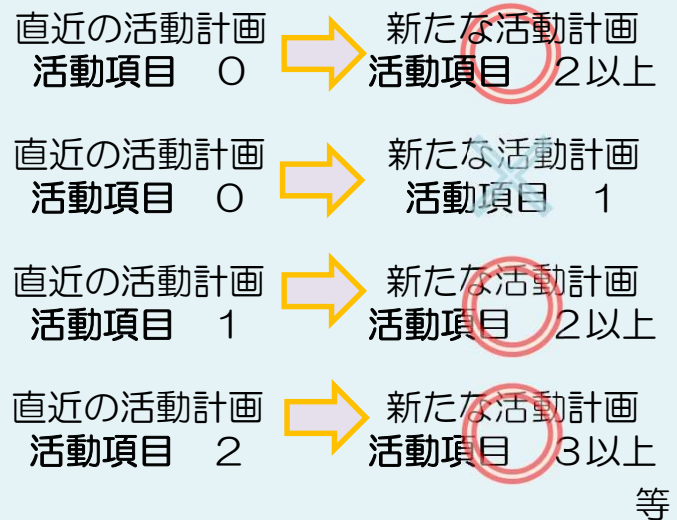 直近の活動計画 新たな活動計画
活動項目 0 活動項目 2以上
直近の活動計画 新たな活動計画
活動項目 0 活動項目 1
直近の活動計画 新たな活動計画
活動項目 1 活動項目 2以上
直近の活動計画 新たな活動計画
活動項目 2 活動項目 3以上
等